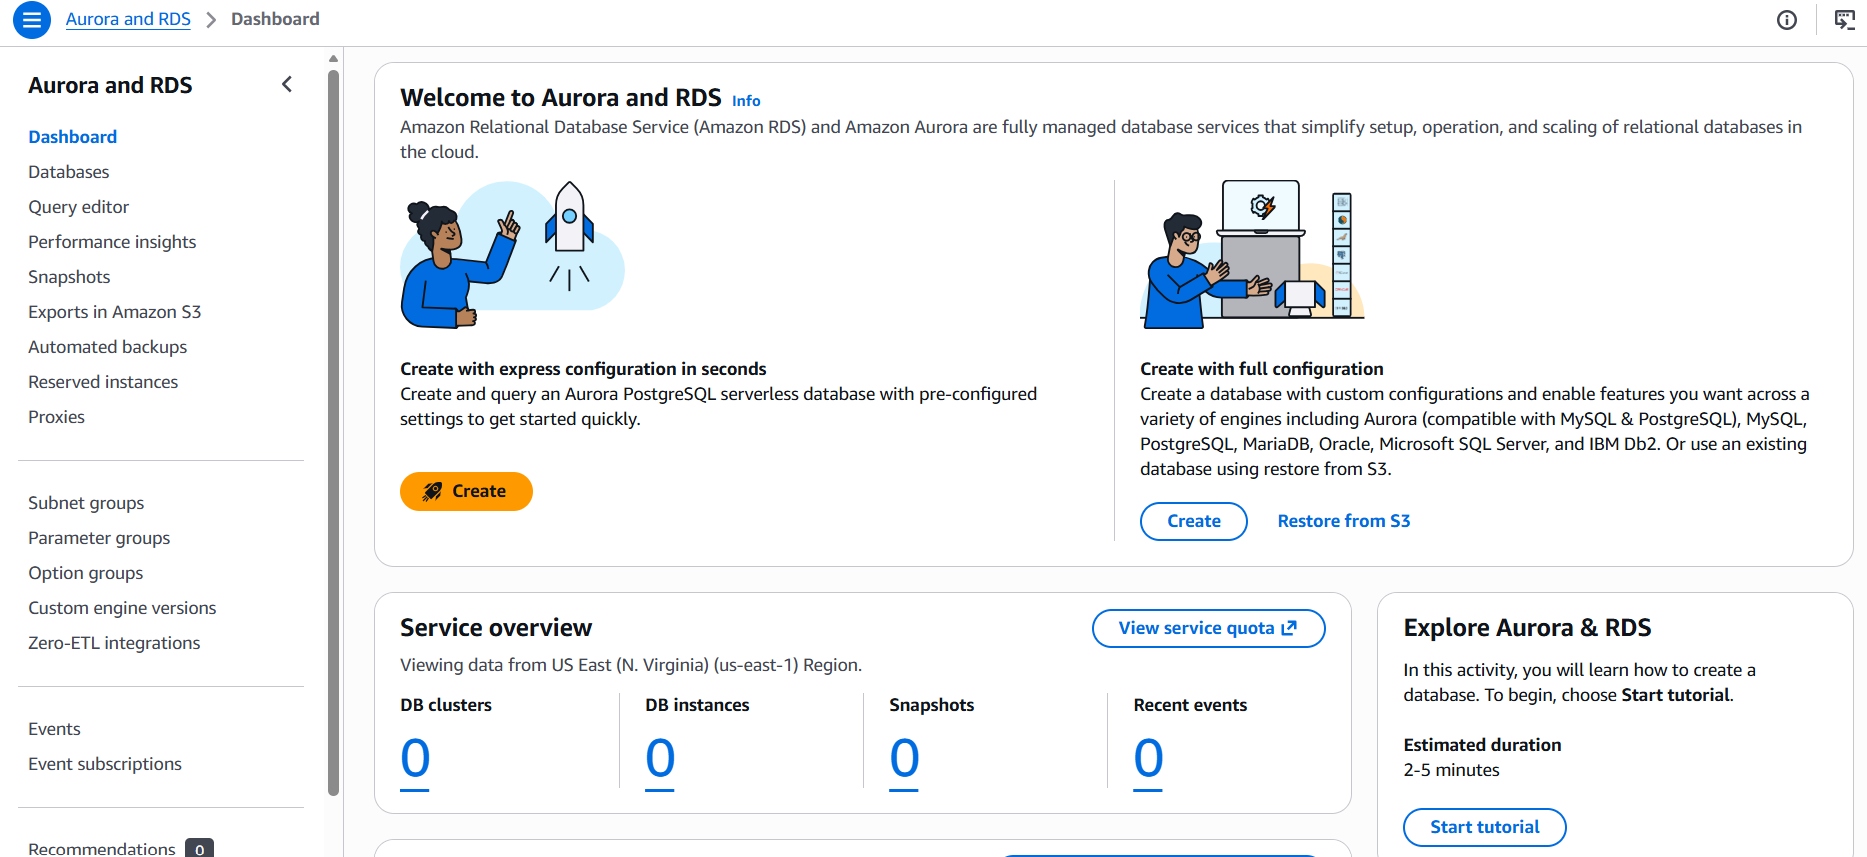 Aurora and RDS
Dashboard
Aurora and RDS
Dashboard
Databases
Query editor
Performance insights
Snapshots
Exports in Amazon S3
Automated backups
Reserved instances
Proxies
Subnet groups
Parameter groups
Option groups
Custom engine versions
Zero-ETL integrations
Events
Event subscriptions
Recommendations 0
Welcome to Aurora and RDS Info
Amazon Relational Database Service (Amazon RDS) and Amazon Aurora are fully managed database services that simplify setup, operation, and scaling of relational databases in
the cloud.
Create with express configuration in seconds
Create and query an Aurora PostgreSQL serverless database with pre-configured
settings to get started quickly.
Create
Create with full configuration
Create a database with custom configurations and enable features you want across a
variety of engines including Aurora (compatible with MySQL & PostgreSQL), MySQL,
PostgreSQL, MariaDB, Oracle, Microsoft SQL Server, and IBM Db2. Or use an existing
database using restore from S3.
Create
Restore from S3
Service overview
View service quota
Viewing data from US East (N. Virginia) (us-east-1) Region.
DB clusters
0
DB instances
0
Snapshots
0
Recent events
0
Explore Aurora & RDS
In this activity, you will learn how to create a
database. To begin, choose Start tutorial.
Estimated duration
2-5 minutes
Start tutorial